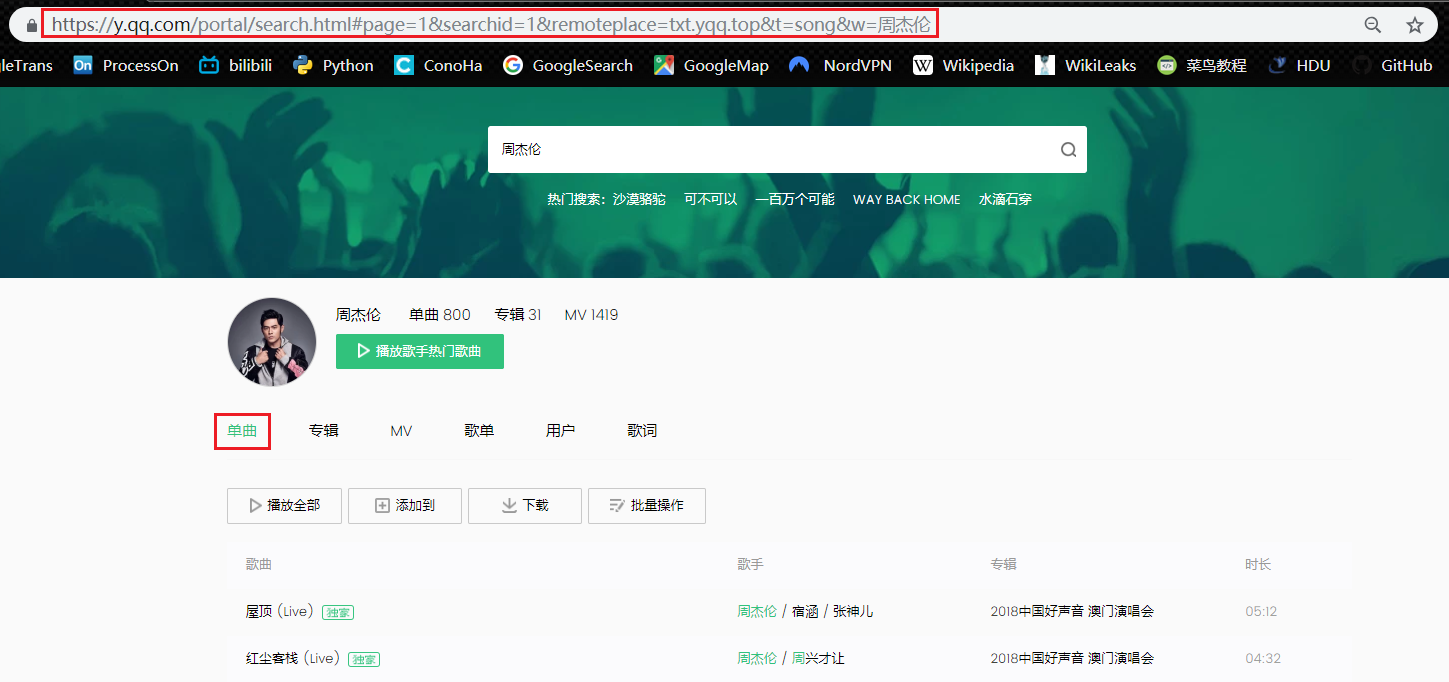 https://y.qq.com/portal/search.html#page=1&searchid=1&remoteplace=txt.yqq.top&t=song&w=周杰伦
leTrans On ProcessOn bilibili Python C ConoHa G GoogleSearch GoogleMap NordVPN W Wikipedia WikiLeaks 菜鸟教程 HDU GitHub
周杰伦
热门搜索: 沙漠骆驼 可不可以 一百万个可能 WAY BACK HOME 水滴石穿
周杰伦 单曲 800 专辑 31 MV 1419
播放歌手热门歌曲
单曲 专辑 MV 歌单 用户 歌词
播放全部 添加到 下载 批量操作
歌曲 歌手 专辑 时长
屋顶 (Live) 独家 周杰伦 / 宿涵 / 张神儿 2018中国好声音 澳门演唱会 05:12
红尘客栈 (Live) 独家 周杰伦 / 周兴才让 2018中国好声音 澳门演唱会 04:32